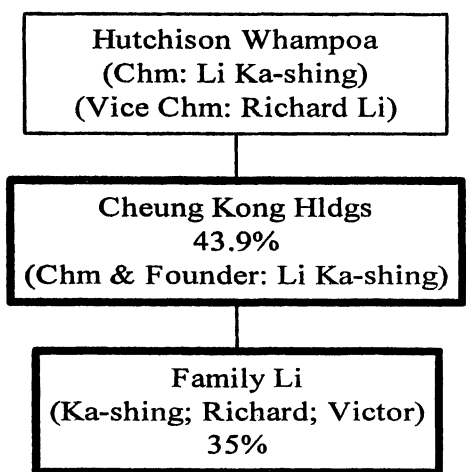 Hutchison Whampoa
(Chm: Li Ka-shing)
(Vice Chm: Richard Li)
Cheung Kong Hldgs
43.9%
(Chm & Founder: Li Ka-shing)
Family Li
(Ka-shing; Richard; Victor)
35%